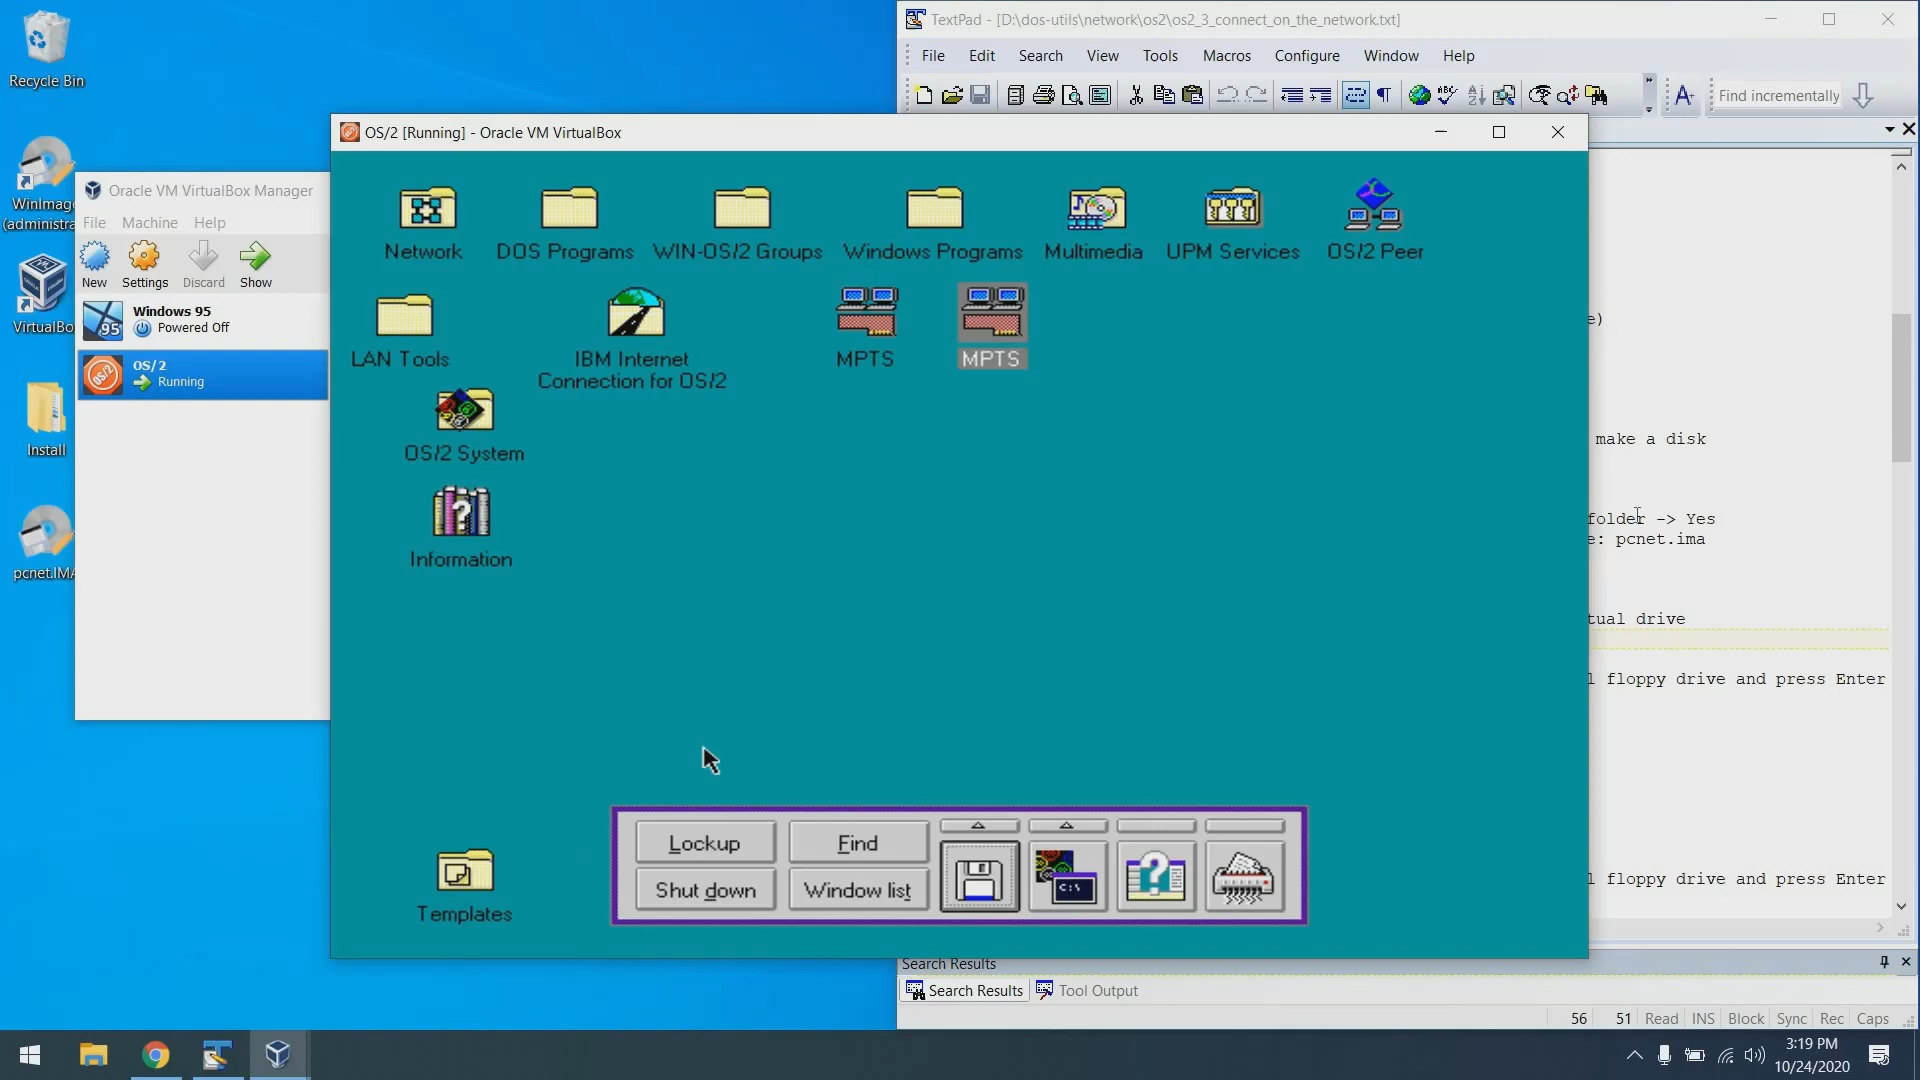 Recycle Bin
WinImage
(administra
VirtualBo
Install
pcnet.IMA
Oracle VM VirtualBox Manager
File Machine Help
New Settings Discard Show
Windows 95
Powered Off
OS/2
Running
TextPad - [D:\dos-utils\network\os2\os2_3_connect_on_the_network.txt]
File Edit Search View Tools Macros Configure Window Help
Find incrementally
OS/2 [Running] - Oracle VM VirtualBox
Network DOS Programs WIN-OS/2 Groups Windows Programs Multimedia UPM Services OS/2 Peer
LAN Tools IBM Internet Connection for OS/2 MPTS MPTS
OS/2 System
Information
Templates
Lockup Find
Shut down Window list
C:\
e)
make a disk
folder -> Yes
e: pcnet.ima
tual drive
l floppy drive and press Enter
l floppy drive and press Enter
Search Results
Search Results Tool Output
56 51 Read INS Block Sync Rec Caps
3:19 PM
10/24/2020